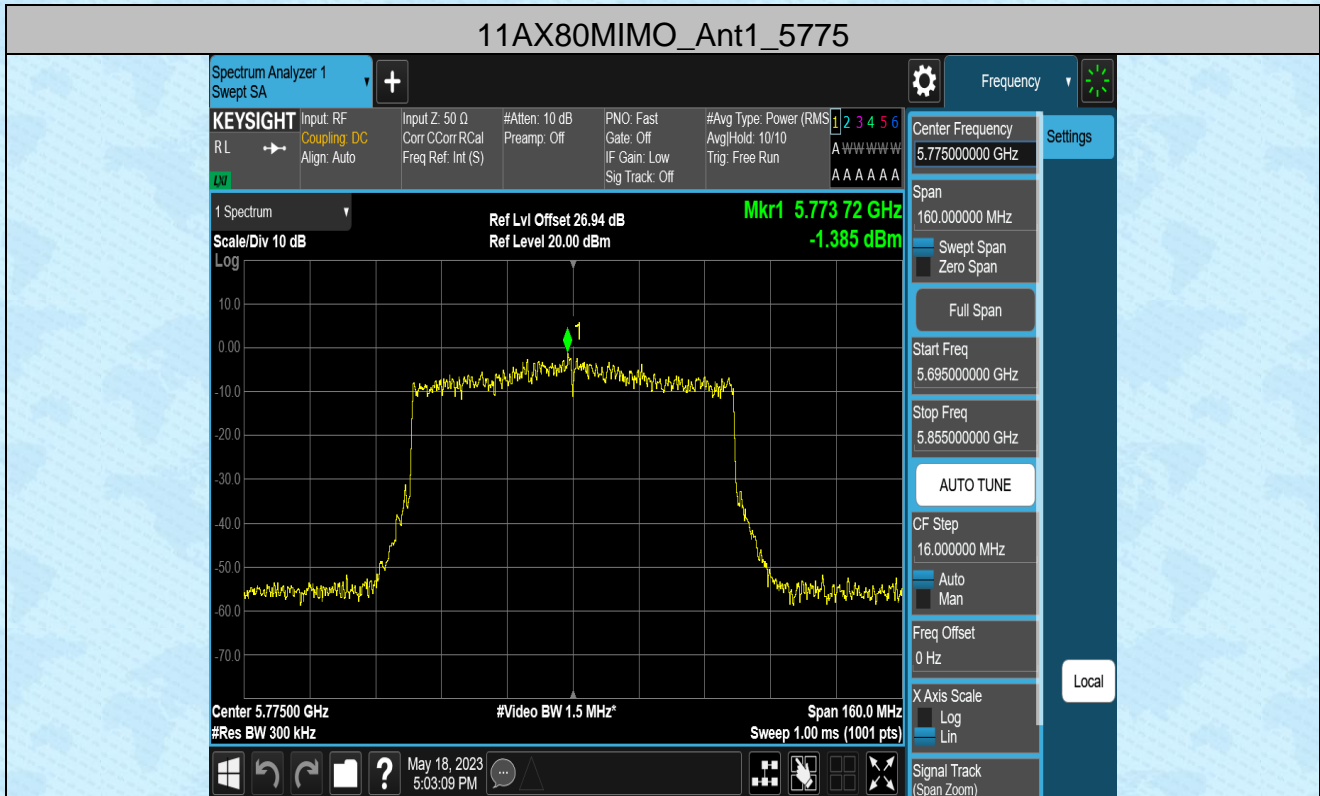 11AX80MIMO_Ant1_5775
Spectrum Analyzer 1
Swept SA
+
Frequency
KEYSIGHT
RL
LXI
Input: RF
Coupling: DC
Align: Auto
Input Z: 50 Ω
Corr CCorr RCal
Freq Ref: Int (S)
#Atten: 10 dB
Preamp: Off
PNO: Fast
Gate: Off
IF Gain: Low
Sig Track: Off
#Avg Type: Power (RMS
Avg|Hold: 10/10
Trig: Free Run
1 2 3 4 5 6
A W W W W W
A A A A A A
1 Spectrum
Scale/Div 10 dB
Ref Lvl Offset 26.94 dB
Ref Level 20.00 dBm
Mkr1 5.773 72 GHz
-1.385 dBm
Log
10.0
0.00
-10.0
-20.0
-30.0
-40.0
-50.0
-60.0
-70.0
1
Center 5.77500 GHz
#Res BW 300 kHz
#Video BW 1.5 MHz*
Span 160.0 MHz
Sweep 1.00 ms (1001 pts)
?
May 18, 2023
5:03:09 PM
Center Frequency
5.775000000 GHz
Span
160.000000 MHz
Swept Span
Zero Span
Full Span
Start Freq
5.695000000 GHz
Stop Freq
5.855000000 GHz
AUTO TUNE
CF Step
16.000000 MHz
Auto
Man
Freq Offset
0 Hz
X Axis Scale
Log
Lin
Signal Track
(Span Zoom)
Settings
Local